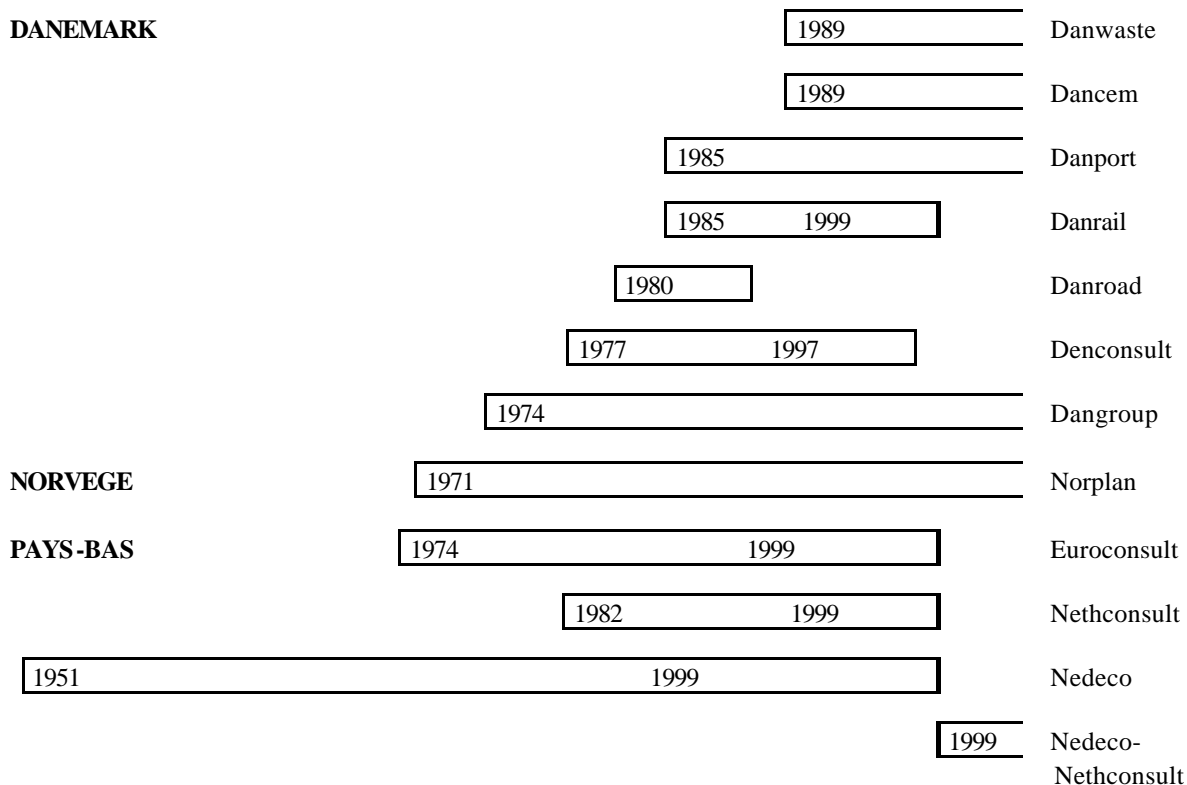 DANEMARK 1989 Danwaste
1989 Dancem
1985 Danport
1985 1999 Danrail
1980 Danroad
1977 1997 Denconsult
1974 Dangroup
NORVEGE 1971 Norplan
PAYS-BAS 1974 1999 Euroconsult
1982 1999 Nethconsult
1951 1999 Nedeco
1999 Nedeco-
Nethconsult